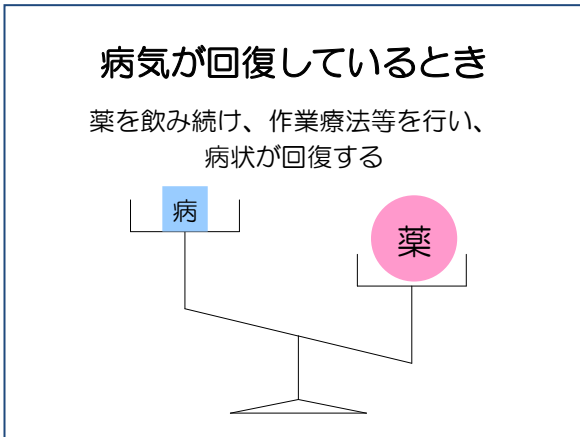 病気が回復しているとき
薬を飲み続け、作業療法等を行い、
病状が回復する
病
薬